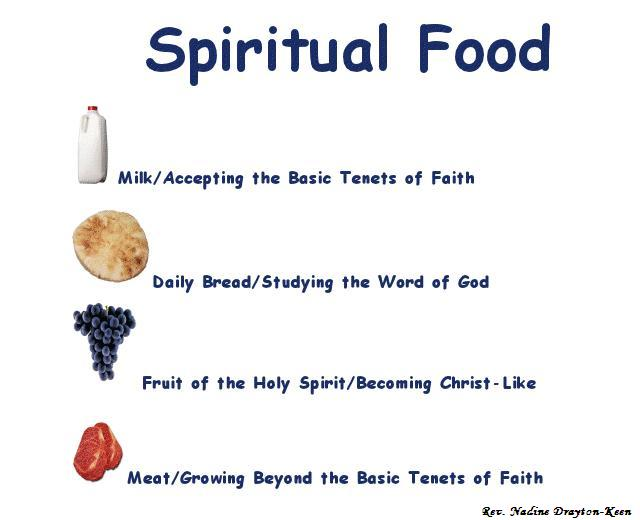 Spiritual Food
Milk/Accepting the Basic Tenets of Faith
Daily Bread/Studying the Word of God
Fruit of the Holy Spirit/Becoming Christ-Like
Meat/Growing Beyond the Basic Tenets of Faith
Rev. Nadine Drayton-Keen